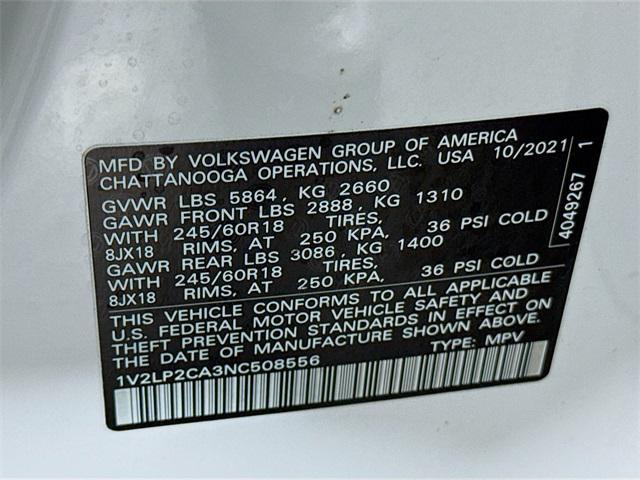 MFD BY VOLKSWAGEN GROUP OF AMERICA
CHATTANOOGA OPERATIONS, LLC. USA 10/2021
GVWR LBS 5864, KG 2660
GAWR FRONT LBS 2888, KG 1310
WITH 245/60R18 TIRES,
8JX18 RIMS, AT 250 KPA, 36 PSI COLD
GAWR REAR LBS 3086, KG 1400
WITH 245/60R18 TIRES,
8JX18 RIMS, AT 250 KPA, 36 PSI COLD
THIS VEHICLE CONFORMS TO ALL APPLICABLE
U.S. FEDERAL MOTOR VEHICLE SAFETY AND
THEFT PREVENTION STANDARDS IN EFFECT ON
THE DATE OF MANUFACTURE SHOWN ABOVE.
1V2LP2CA3NC508556 TYPE: MPV
4049267 1